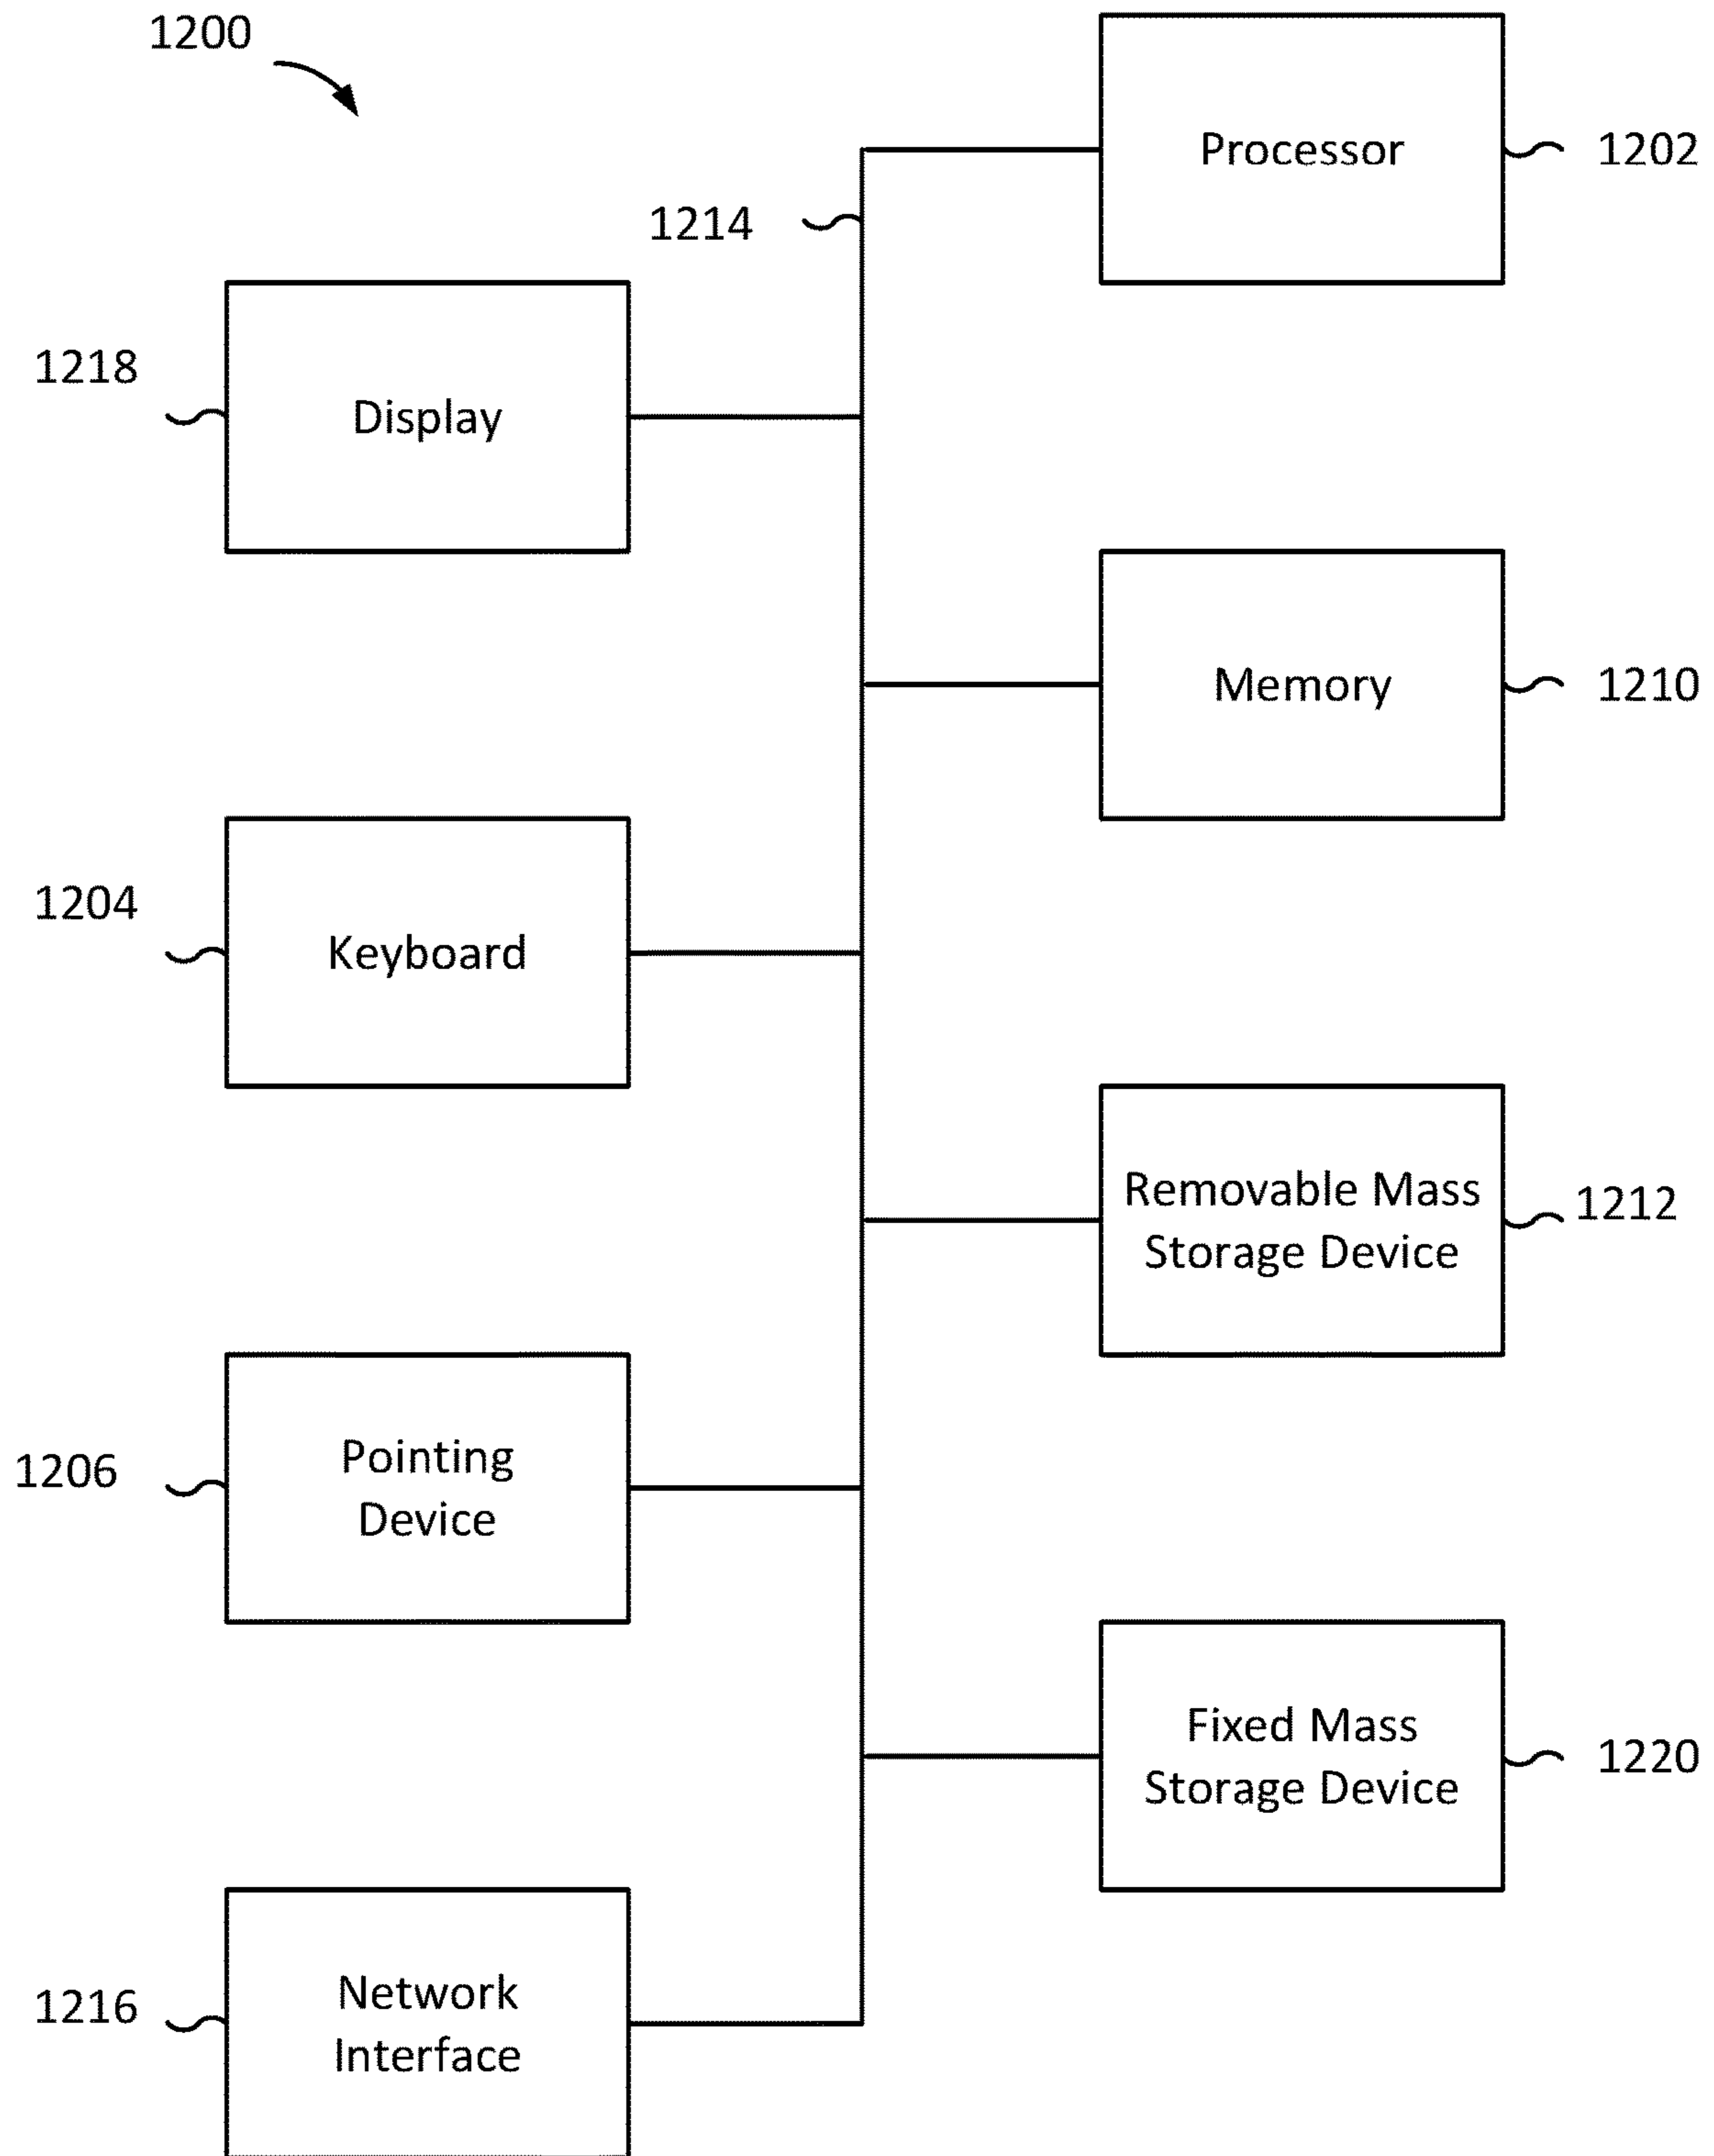 1200
Processor
1202
1214
1218
Display
Memory
1210
1204
Keyboard
Removable Mass
Storage Device
1212
1206
Pointing
Device
Fixed Mass
Storage Device
1220
1216
Network
Interface